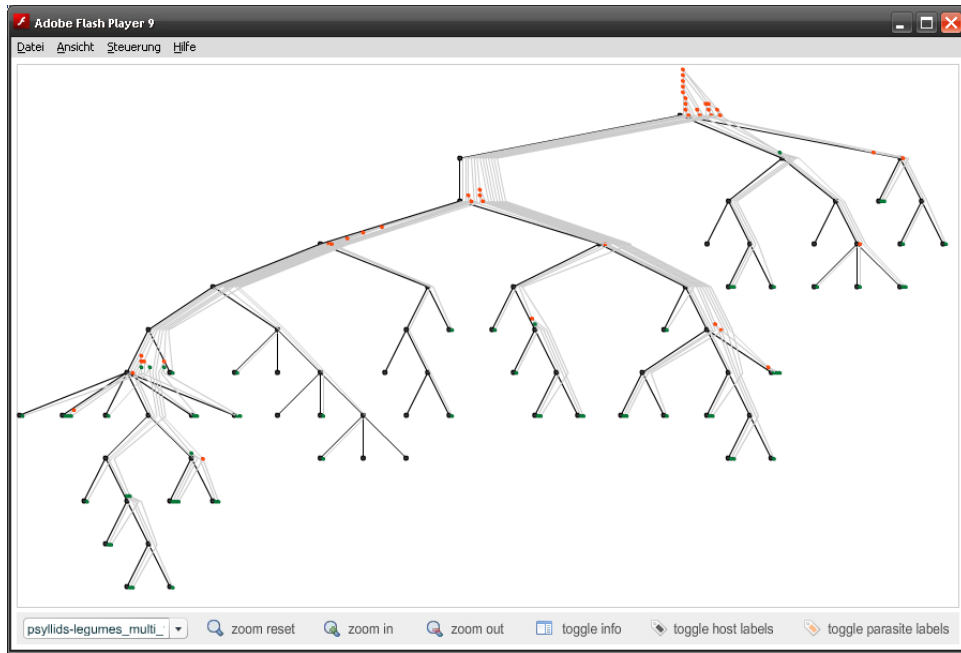 Adobe Flash Player 9
Datei Ansicht Steuerung Hilfe
psyllids-legumes_multi_ zoom reset zoom in zoom out toggle info toggle host labels toggle parasite labels